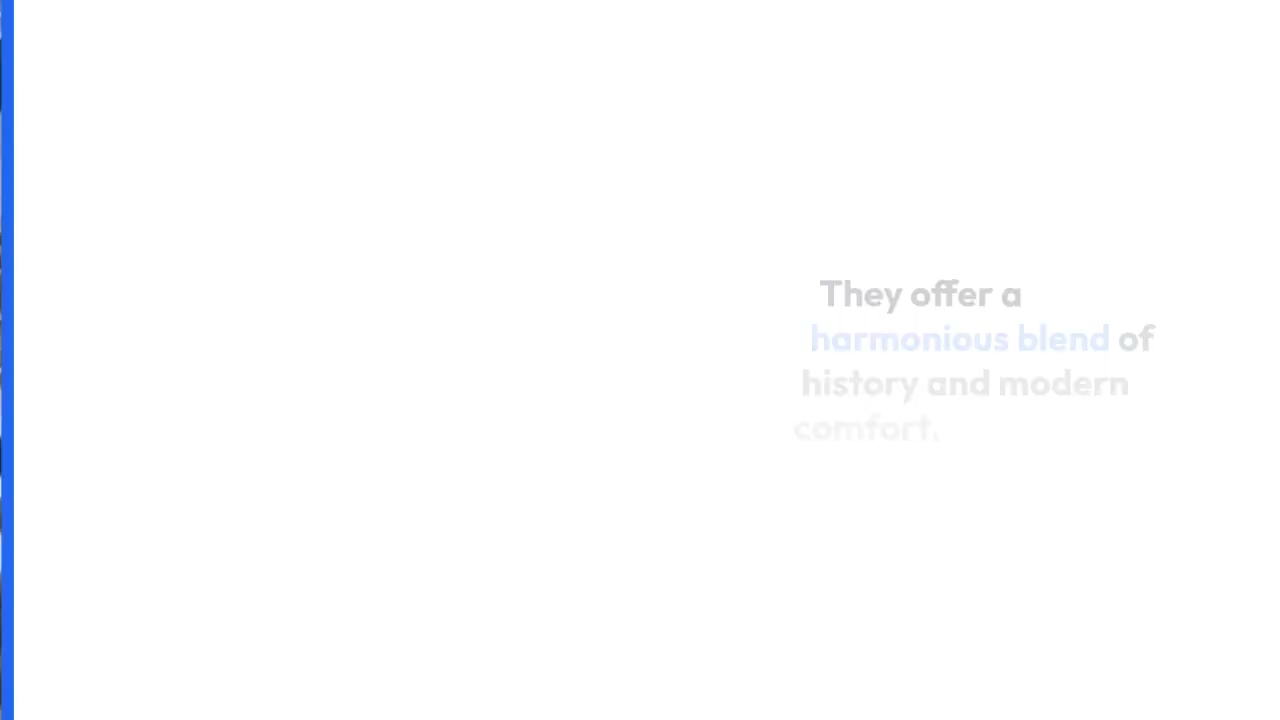 They offer a
harmonious blend of
history and modern
comfort.